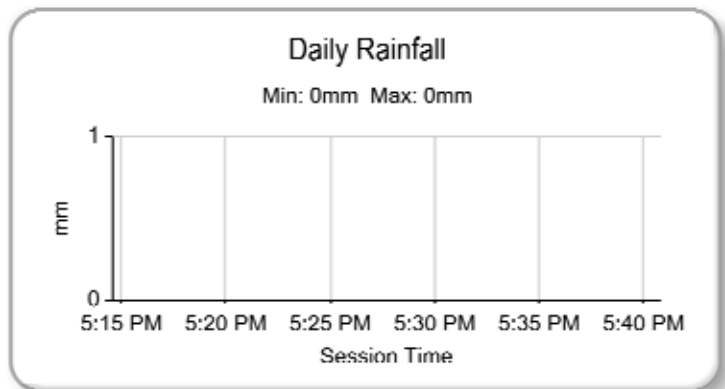 Daily Rainfall
Min: 0mm Max: 0mm
1
mm
0
5:15 PM 5:20 PM 5:25 PM 5:30 PM 5:35 PM 5:40 PM
Session Time